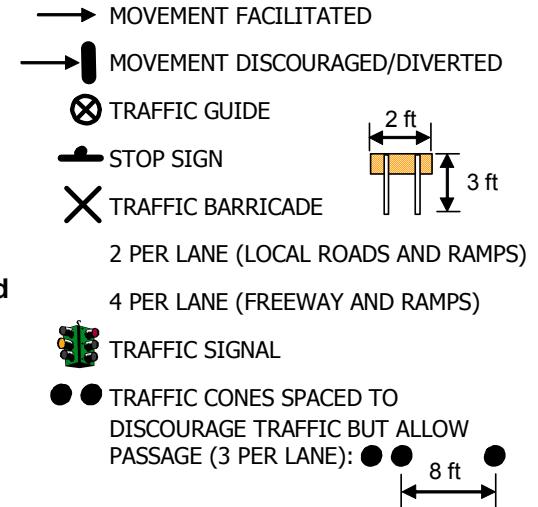 MOVEMENT FACILITATED
MOVEMENT DISCOURAGED/DIVERTED
TRAFFIC GUIDE
2 ft
STOP SIGN
3 ft
TRAFFIC BARRICADE
2 PER LANE (LOCAL ROADS AND RAMPS)
d
4 PER LANE (FREEWAY AND RAMPS)
TRAFFIC SIGNAL
TRAFFIC CONES SPACED TO
DISCOURAGE TRAFFIC BUT ALLOW
PASSAGE (3 PER LANE):
8 ft